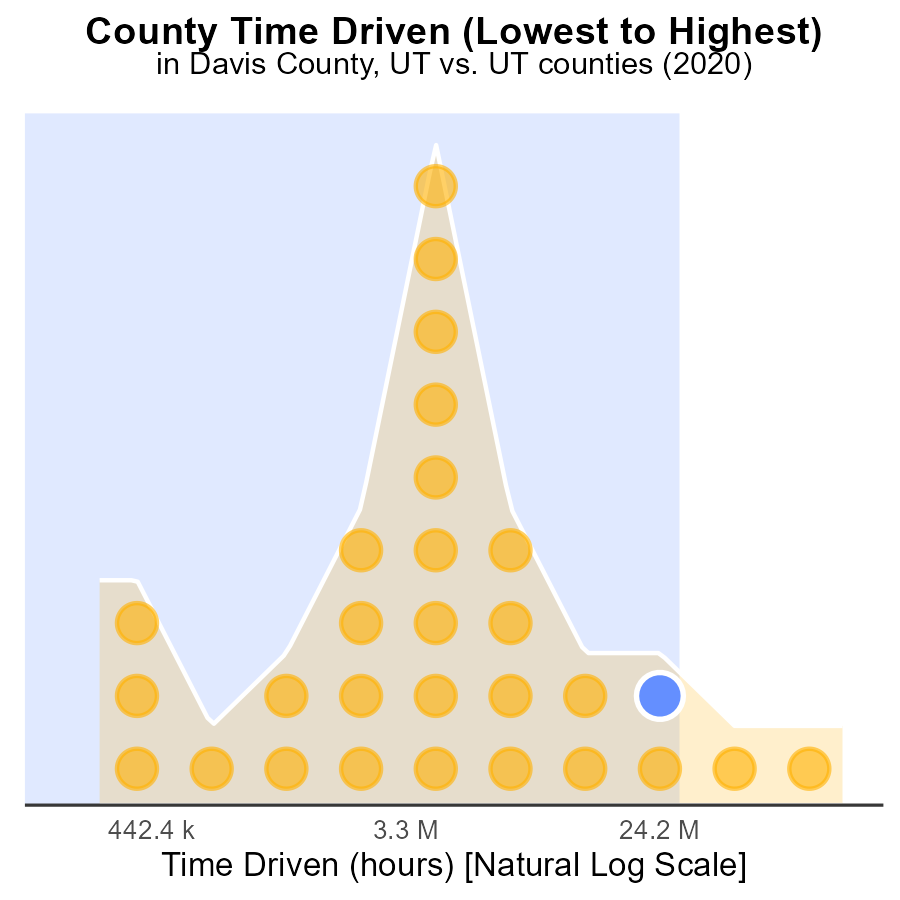 County Time Driven (Lowest to Highest)
in Davis County, UT vs. UT counties (2020)
442.4 k 3.3 M 24.2 M
Time Driven (hours) [Natural Log Scale]